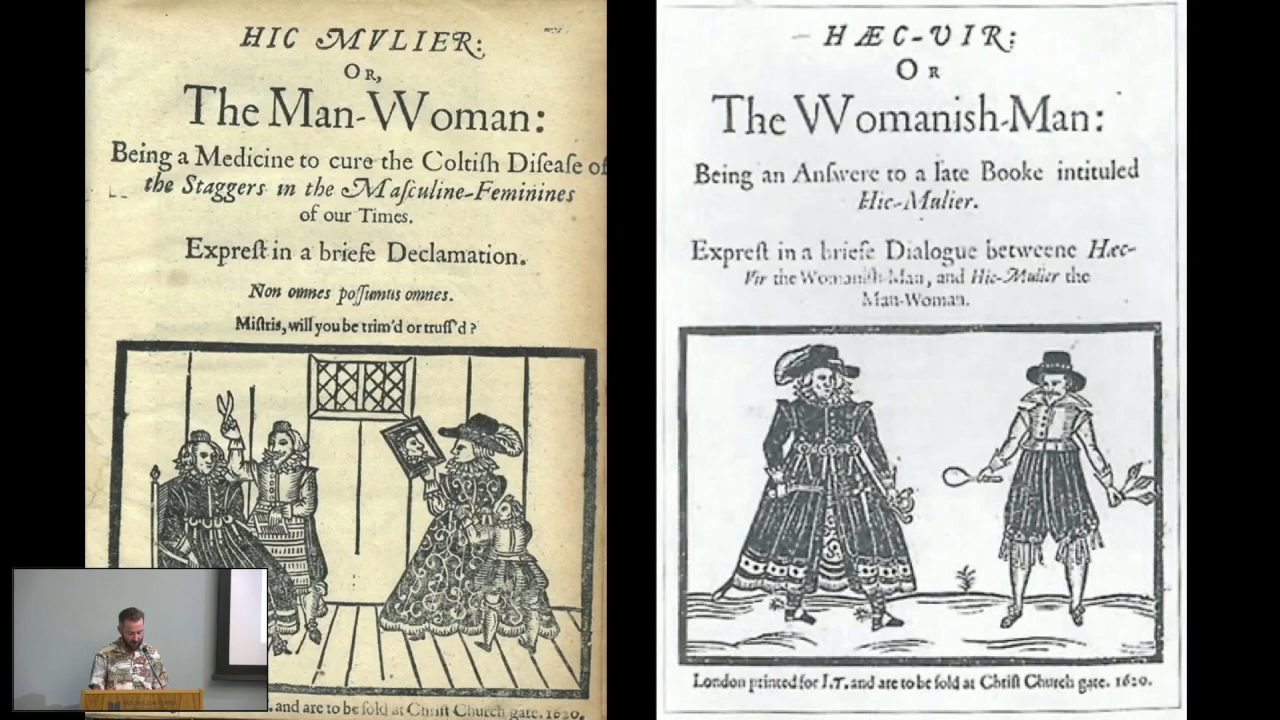 HIC MVLIER:
OR,
The Man-Woman:
Being a Medicine to cure the Coltiſh Diſeaſe of
the Staggers in the Maſculine-Feminines
of our Times.
Expreſt in a briefe Declamation.
Non omnes poſſumus omnes.
Miſtris, will you be trim'd or truſſ'd?
and are to be ſold at Chriſt Church gate. 1620.
HÆC-VIR:
OR
The Womanish-Man:
Being an Anſwere to a late Booke intituled
Hic-Mulier.
Expreſt in a briefe Dialogue betweene Hæc-
Vir the Womaniſh-Man, and Hic-Mulier the
Man-Woman.
London printed for I.T. and are to be ſold at Chriſt Church gate. 1620.